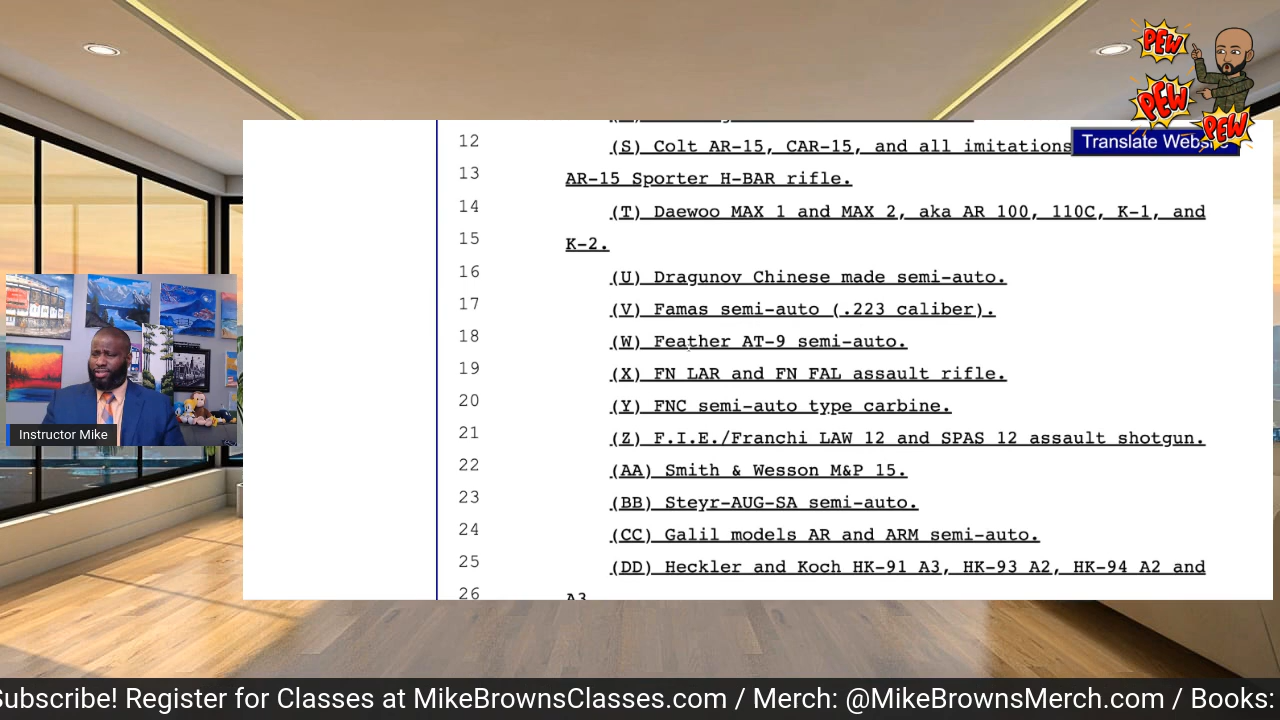 PEW
PEW
PEW
Translate Webs
12
(S) Colt AR-15, CAR-15, and all imitations
13
AR-15 Sporter H-BAR rifle.
14
(T) Daewoo MAX 1 and MAX 2, aka AR 100, 110C, K-1, and
15
K-2.
16
(U) Dragunov Chinese made semi-auto.
17
(V) Famas semi-auto (.223 caliber).
18
(W) Feather AT-9 semi-auto.
19
(X) FN LAR and FN FAL assault rifle.
20
(Y) FNC semi-auto type carbine.
21
(Z) F.I.E./Franchi LAW 12 and SPAS 12 assault shotgun.
22
(AA) Smith & Wesson M&P 15.
23
(BB) Steyr-AUG-SA semi-auto.
24
(CC) Galil models AR and ARM semi-auto.
25
(DD) Heckler and Koch HK-91 A3, HK-93 A2, HK-94 A2 and
26
A3
Instructor Mike
Subscribe! Register for Classes at MikeBrownsClasses.com / Merch: @MikeBrownsMerch.com / Books: